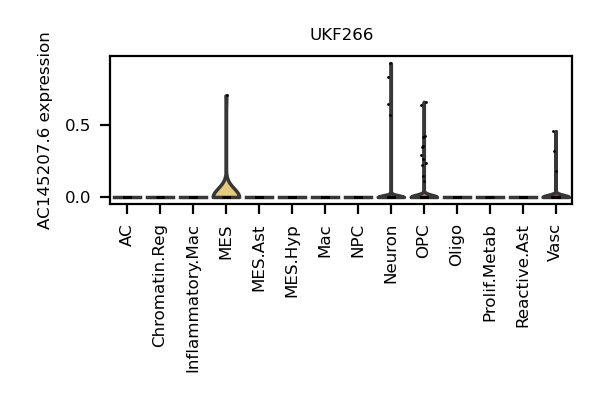 UKF266
AC145207.6 expression
0.5
0.0
AC
Chromatin.Reg
Inflammatory.Mac
MES
MES.Ast
MES.Hyp
Mac
NPC
Neuron
OPC
Oligo
Prolif.Metab
Reactive.Ast
Vasc